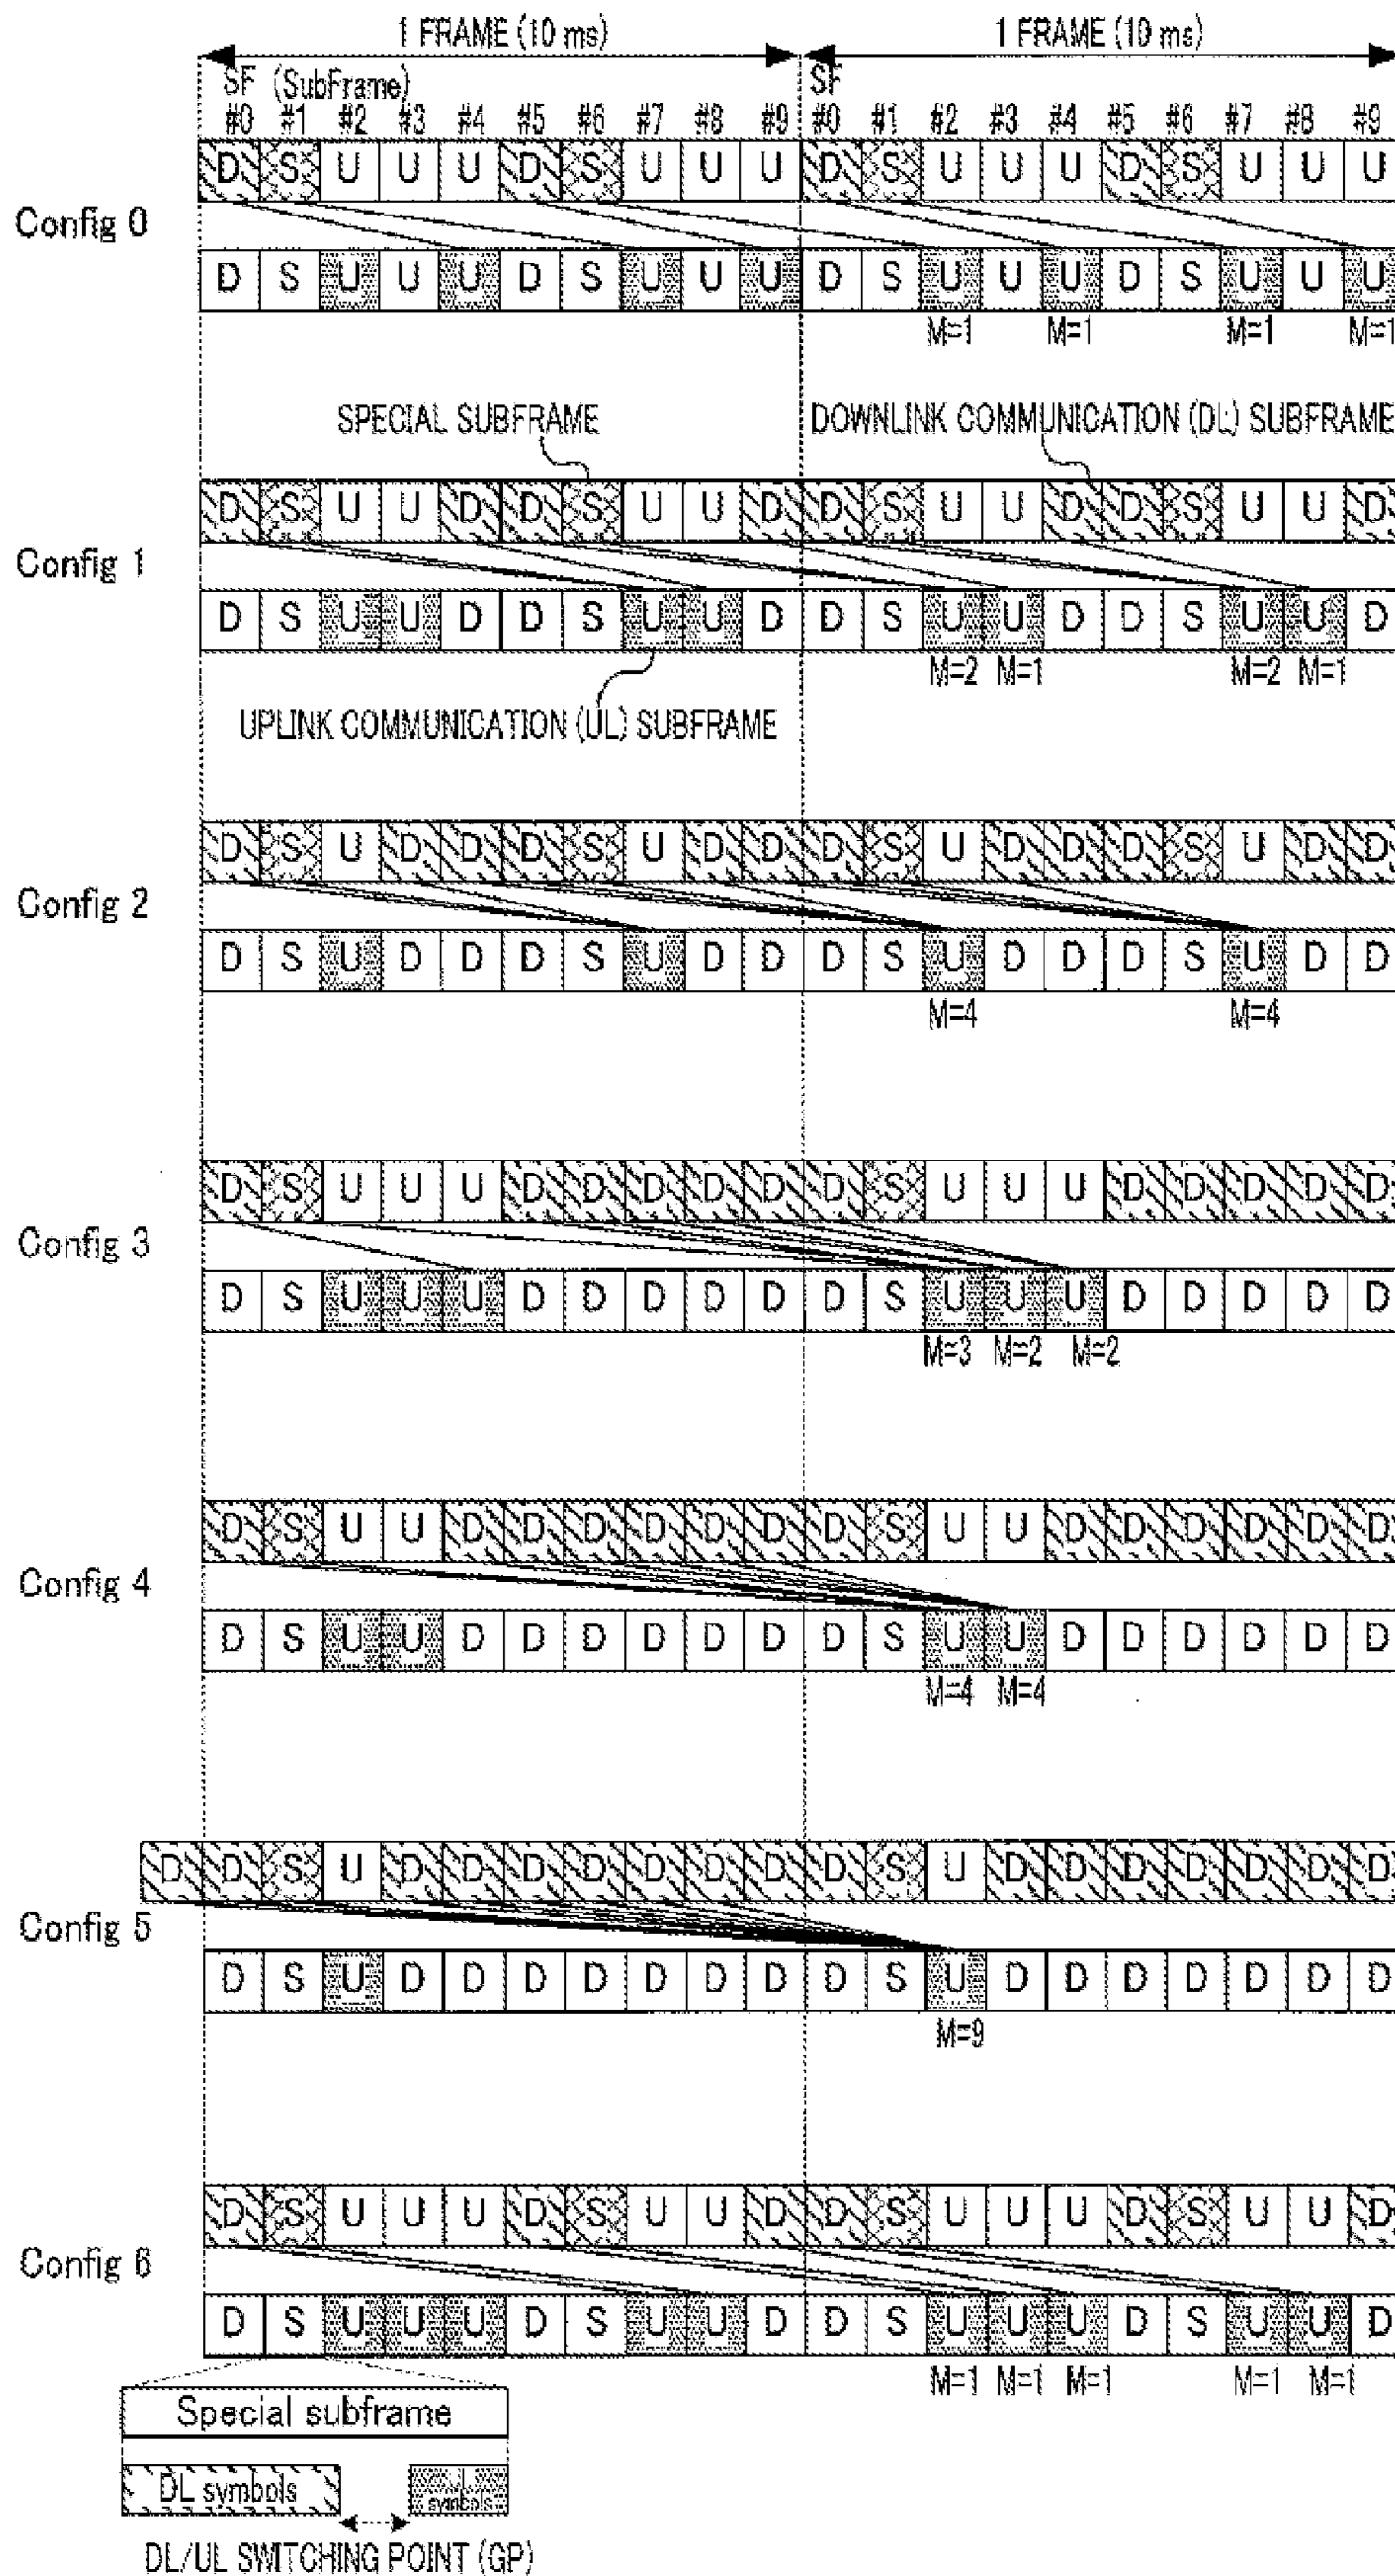 1 FRAME (10 ms) 1 FRAME (10 ms)
SF (SubFrame) SF
#0 #1 #2 #3 #4 #5 #6 #7 #8 #9 #0 #1 #2 #3 #4 #5 #6 #7 #8 #9
D S U U U D S U U U D S U U U D S U U U
Config 0
D S U U U D S U U U D S U U U D S U U U
M=1 M=1 M=1 M=1
SPECIAL SUBFRAME DOWNLINK COMMUNICATION (DL) SUBFRAME
D S U U D D S U U D D S U U D D S U U D
Config 1
D S U U D D S U U D D S U U D D S U U D
M=2 M=1 M=2 M=1
UPLINK COMMUNICATION (UL) SUBFRAME
D S U D D D S U D D D S U D D D S U D D
Config 2
D S U D D D S U D D D S U D D D S U D D
M=4 M=4
D S U U U D D D D D D S U U U D D D D D
Config 3
D S U U U D D D D D D S U U U D D D D D
M=3 M=2 M=2
D S U U D D D D D D D S U U D D D D D D
Config 4
D S U U D D D D D D D S U U D D D D D D
M=4 M=4
D D S U D D D D D D D D S U D D D D D D D
Config 5
D S U D D D D D D D D S U D D D D D D D
M=9
D S U U U D S U U D D S U U U D S U U D
Config 6
D S U U U D S U U D D S U U U D S U U D
M=1 M=1 M=1 M=1 M=1
Special subframe
DL symbols UL symbols
DL/UL SWITCHING POINT (GP)